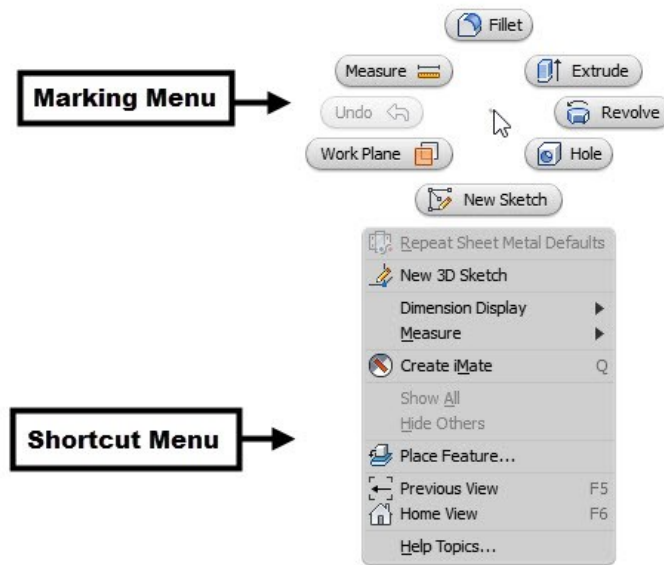 Fillet
Measure
Extrude
Marking Menu
Undo
Revolve
Work Plane
Hole
New Sketch
Repeat Sheet Metal Defaults
New 3D Sketch
Dimension Display
Measure
Create iMate Q
Show All
Hide Others
Shortcut Menu
Place Feature...
Previous View F5
Home View F6
Help Topics...